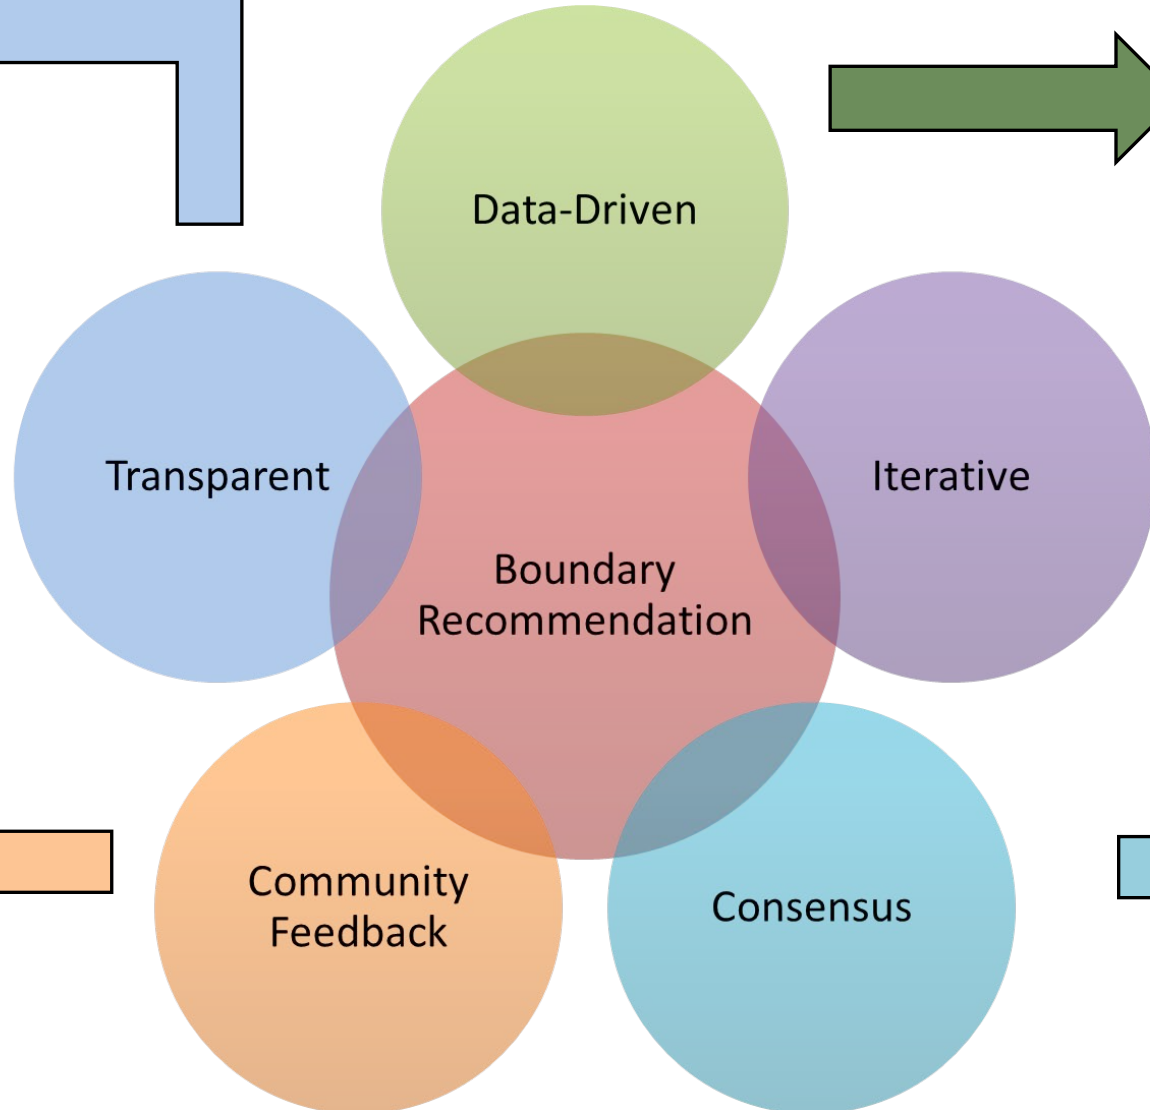 Data-Driven
Transparent
Iterative
Boundary
Recommendation
Community
Feedback
Consensus